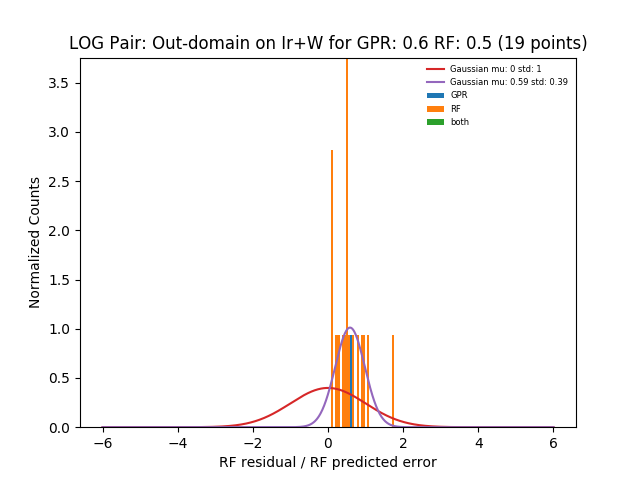 LOG Pair: Out-domain on Ir+W for GPR: 0.6 RF: 0.5 (19 points)
Gaussian mu: 0 std: 1
Gaussian mu: 0.59 std: 0.39
GPR
RF
both
Normalized Counts
3.5
3.0
2.5
2.0
1.5
1.0
0.5
0.0
−6 −4 −2 0 2 4 6
RF residual / RF predicted error